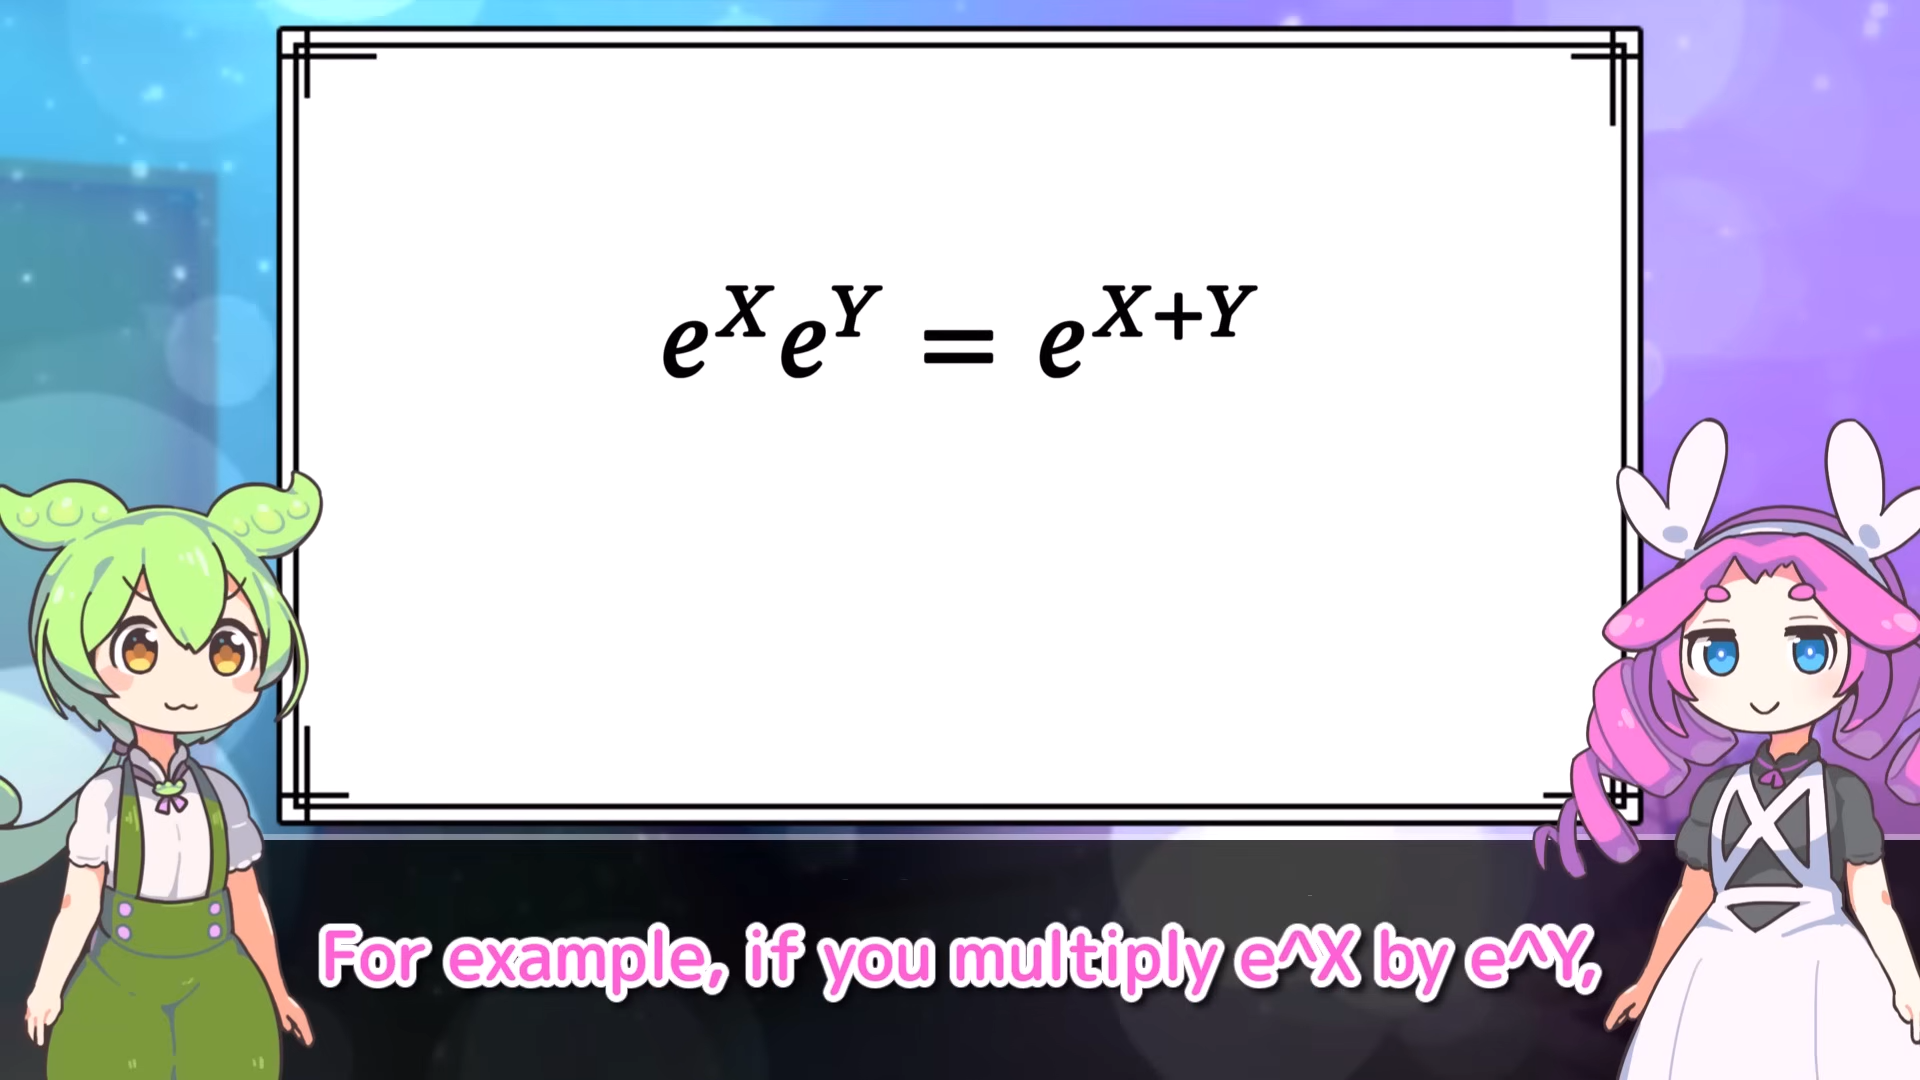 e^X e^Y = e^{X+Y}
For example, if you multiply e^X by e^Y,